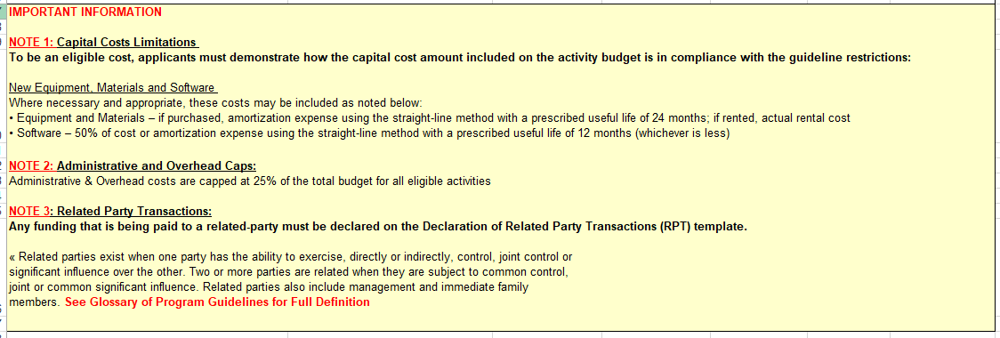 IMPORTANT INFORMATION
NOTE 1: Capital Costs Limitations
To be an eligible cost, applicants must demonstrate how the capital cost amount included on the activity budget is in compliance with the guideline restrictions:
New Equipment, Materials and Software
Where necessary and appropriate, these costs may be included as noted below:
• Equipment and Materials – if purchased, amortization expense using the straight-line method with a prescribed useful life of 24 months; if rented, actual rental cost
• Software – 50% of cost or amortization expense using the straight-line method with a prescribed useful life of 12 months (whichever is less)
NOTE 2: Administrative and Overhead Caps:
Administrative & Overhead costs are capped at 25% of the total budget for all eligible activities
NOTE 3: Related Party Transactions:
Any funding that is being paid to a related-party must be declared on the Declaration of Related Party Transactions (RPT) template.
« Related parties exist when one party has the ability to exercise, directly or indirectly, control, joint control or
significant influence over the other. Two or more parties are related when they are subject to common control,
joint or common significant influence. Related parties also include management and immediate family
members. See Glossary of Program Guidelines for Full Definition